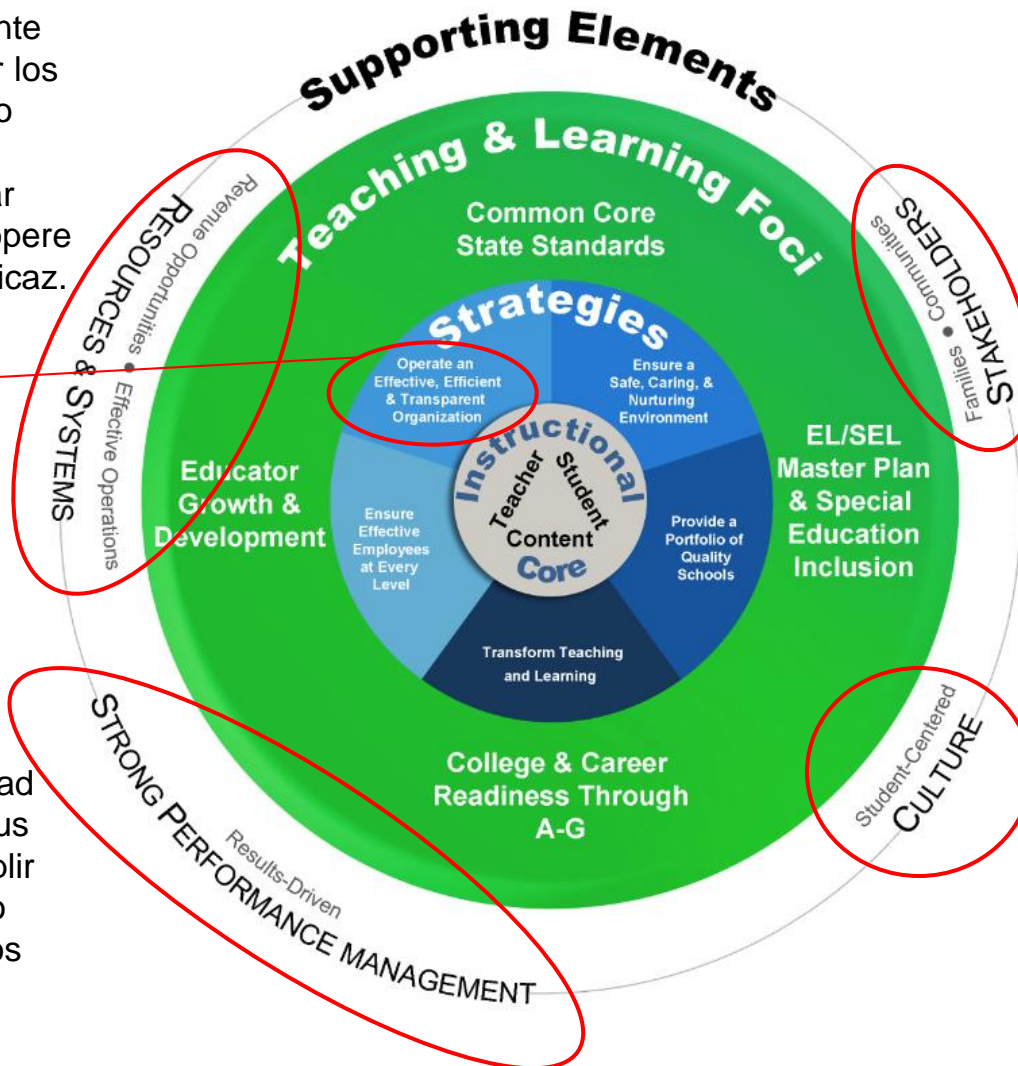 nte
r los
o
ar
opere
icaz.
ad
us
olir
o
os
Supporting Elements
Teaching & Learning Foci
Common Core
State Standards
EL/SEL
Master Plan
& Special
Education
Inclusion
College & Career
Readiness Through
A-G
Educator
Growth &
Development
Strategies
Operate an
Effective, Efficient
& Transparent
Organization
Ensure a
Safe, Caring, &
Nurturing
Environment
Provide a
Portfolio of
Quality
Schools
Transform Teaching
and Learning
Ensure
Effective
Employees
at Every
Level
Instructional
Teacher
Student
Content
Core
RESOURCES & SYSTEMS
Revenue Opportunities • Effective Operations
STAKEHOLDERS
Families • Communities
Student-Centered
CULTURE
Results-Driven
STRONG PERFORMANCE MANAGEMENT